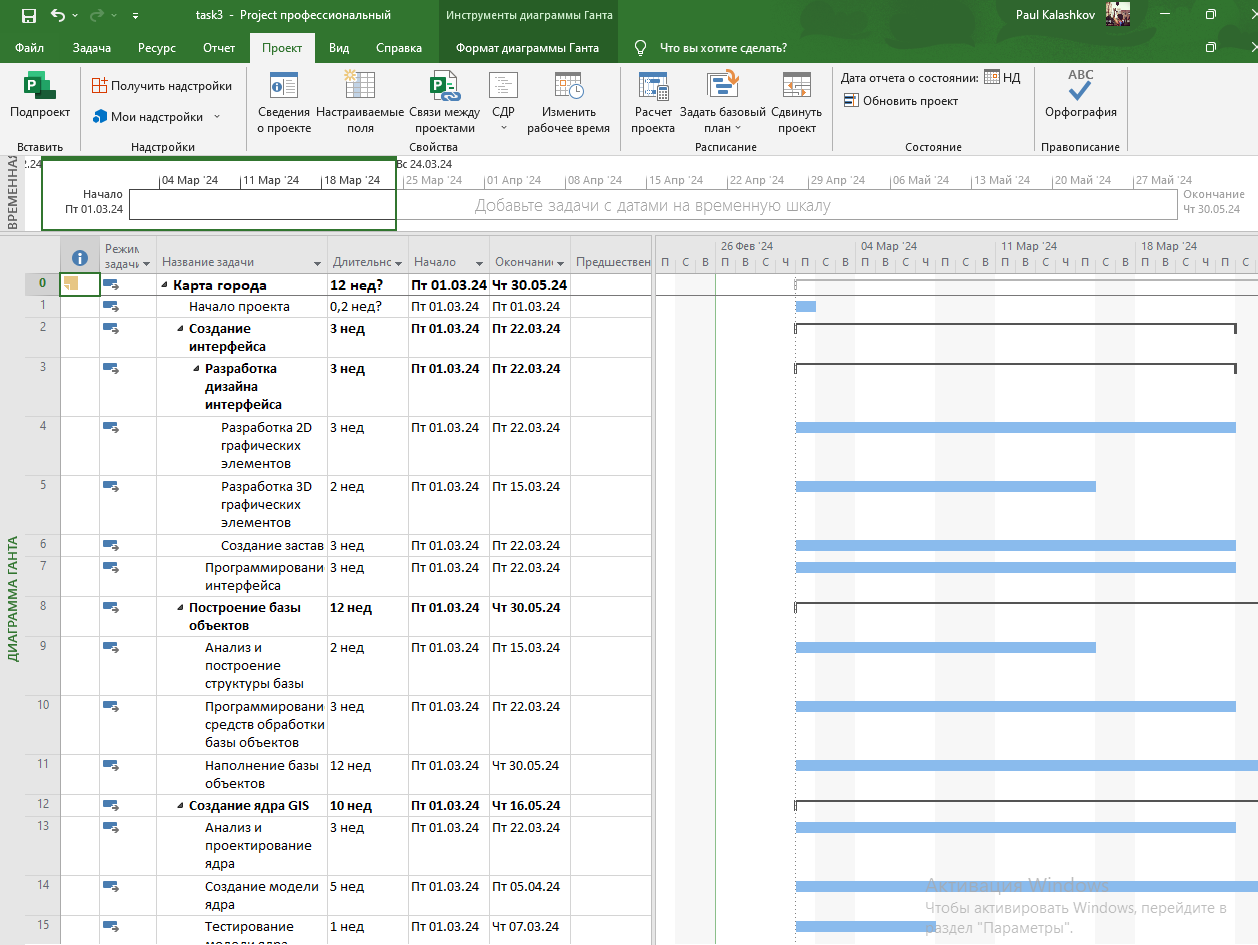 task3 - Project профессиональный
Инструменты диаграммы Ганта
Paul Kalashkov
Файл Задача Ресурс Отчет Проект Вид Справка Формат диаграммы Ганта Что вы хотите сделать?
Подпроект
Вставить
Получить надстройки
Мои надстройки
Надстройки
Сведения о проекте
Настраиваемые поля
Связи между проектами
СДР
Изменить рабочее время
Свойства
Расчет проекта
Задать базовый план
Сдвинуть проект
Расписание
Дата отчета о состоянии: НД
Обновить проект
Состояние
ABC
Орфография
Правописание
ВРЕМЕННАЯ
Вс 24.03.24
04 Мар '24 11 Мар '24 18 Мар '24 25 Мар '24 01 Апр '24 08 Апр '24 15 Апр '24 22 Апр '24 29 Апр '24 06 Май '24 13 Май '24 20 Май '24 27 Май '24
Начало
Пт 01.03.24
Добавьте задачи с датами на временную шкалу
Окончание
Чт 30.05.24
ДИАГРАММА ГАНТА
Режим задачи Название задачи Длительнс Начало Окончани Предшествен
26 Фев '24 04 Мар '24 11 Мар '24 18 Мар '24
П С В П В С Ч П С В П В С Ч П С В П В С Ч П С В П В С Ч П С
0 Карта города 12 нед? Пт 01.03.24 Чт 30.05.24
1 Начало проекта 0,2 нед? Пт 01.03.24 Пт 01.03.24
2 Создание интерфейса 3 нед Пт 01.03.24 Пт 22.03.24
3 Разработка дизайна интерфейса 3 нед Пт 01.03.24 Пт 22.03.24
4 Разработка 2D графических элементов 3 нед Пт 01.03.24 Пт 22.03.24
5 Разработка 3D графических элементов 2 нед Пт 01.03.24 Пт 15.03.24
6 Создание застав 3 нед Пт 01.03.24 Пт 22.03.24
7 Программировани интерфейса 3 нед Пт 01.03.24 Пт 22.03.24
8 Построение базы объектов 12 нед Пт 01.03.24 Чт 30.05.24
9 Анализ и построение структуры базы 2 нед Пт 01.03.24 Пт 15.03.24
10 Программировани средств обработки базы объектов 3 нед Пт 01.03.24 Пт 22.03.24
11 Наполнение базы объектов 12 нед Пт 01.03.24 Чт 30.05.24
12 Создание ядра GIS 10 нед Пт 01.03.24 Чт 16.05.24
13 Анализ и проектирование ядра 3 нед Пт 01.03.24 Пт 22.03.24
14 Создание модели ядра 5 нед Пт 01.03.24 Пт 05.04.24
15 Тестирование модели ядра 1 нед Пт 01.03.24 Чт 07.03.24
Активация Windows
Чтобы активировать Windows, перейдите в
раздел "Параметры".